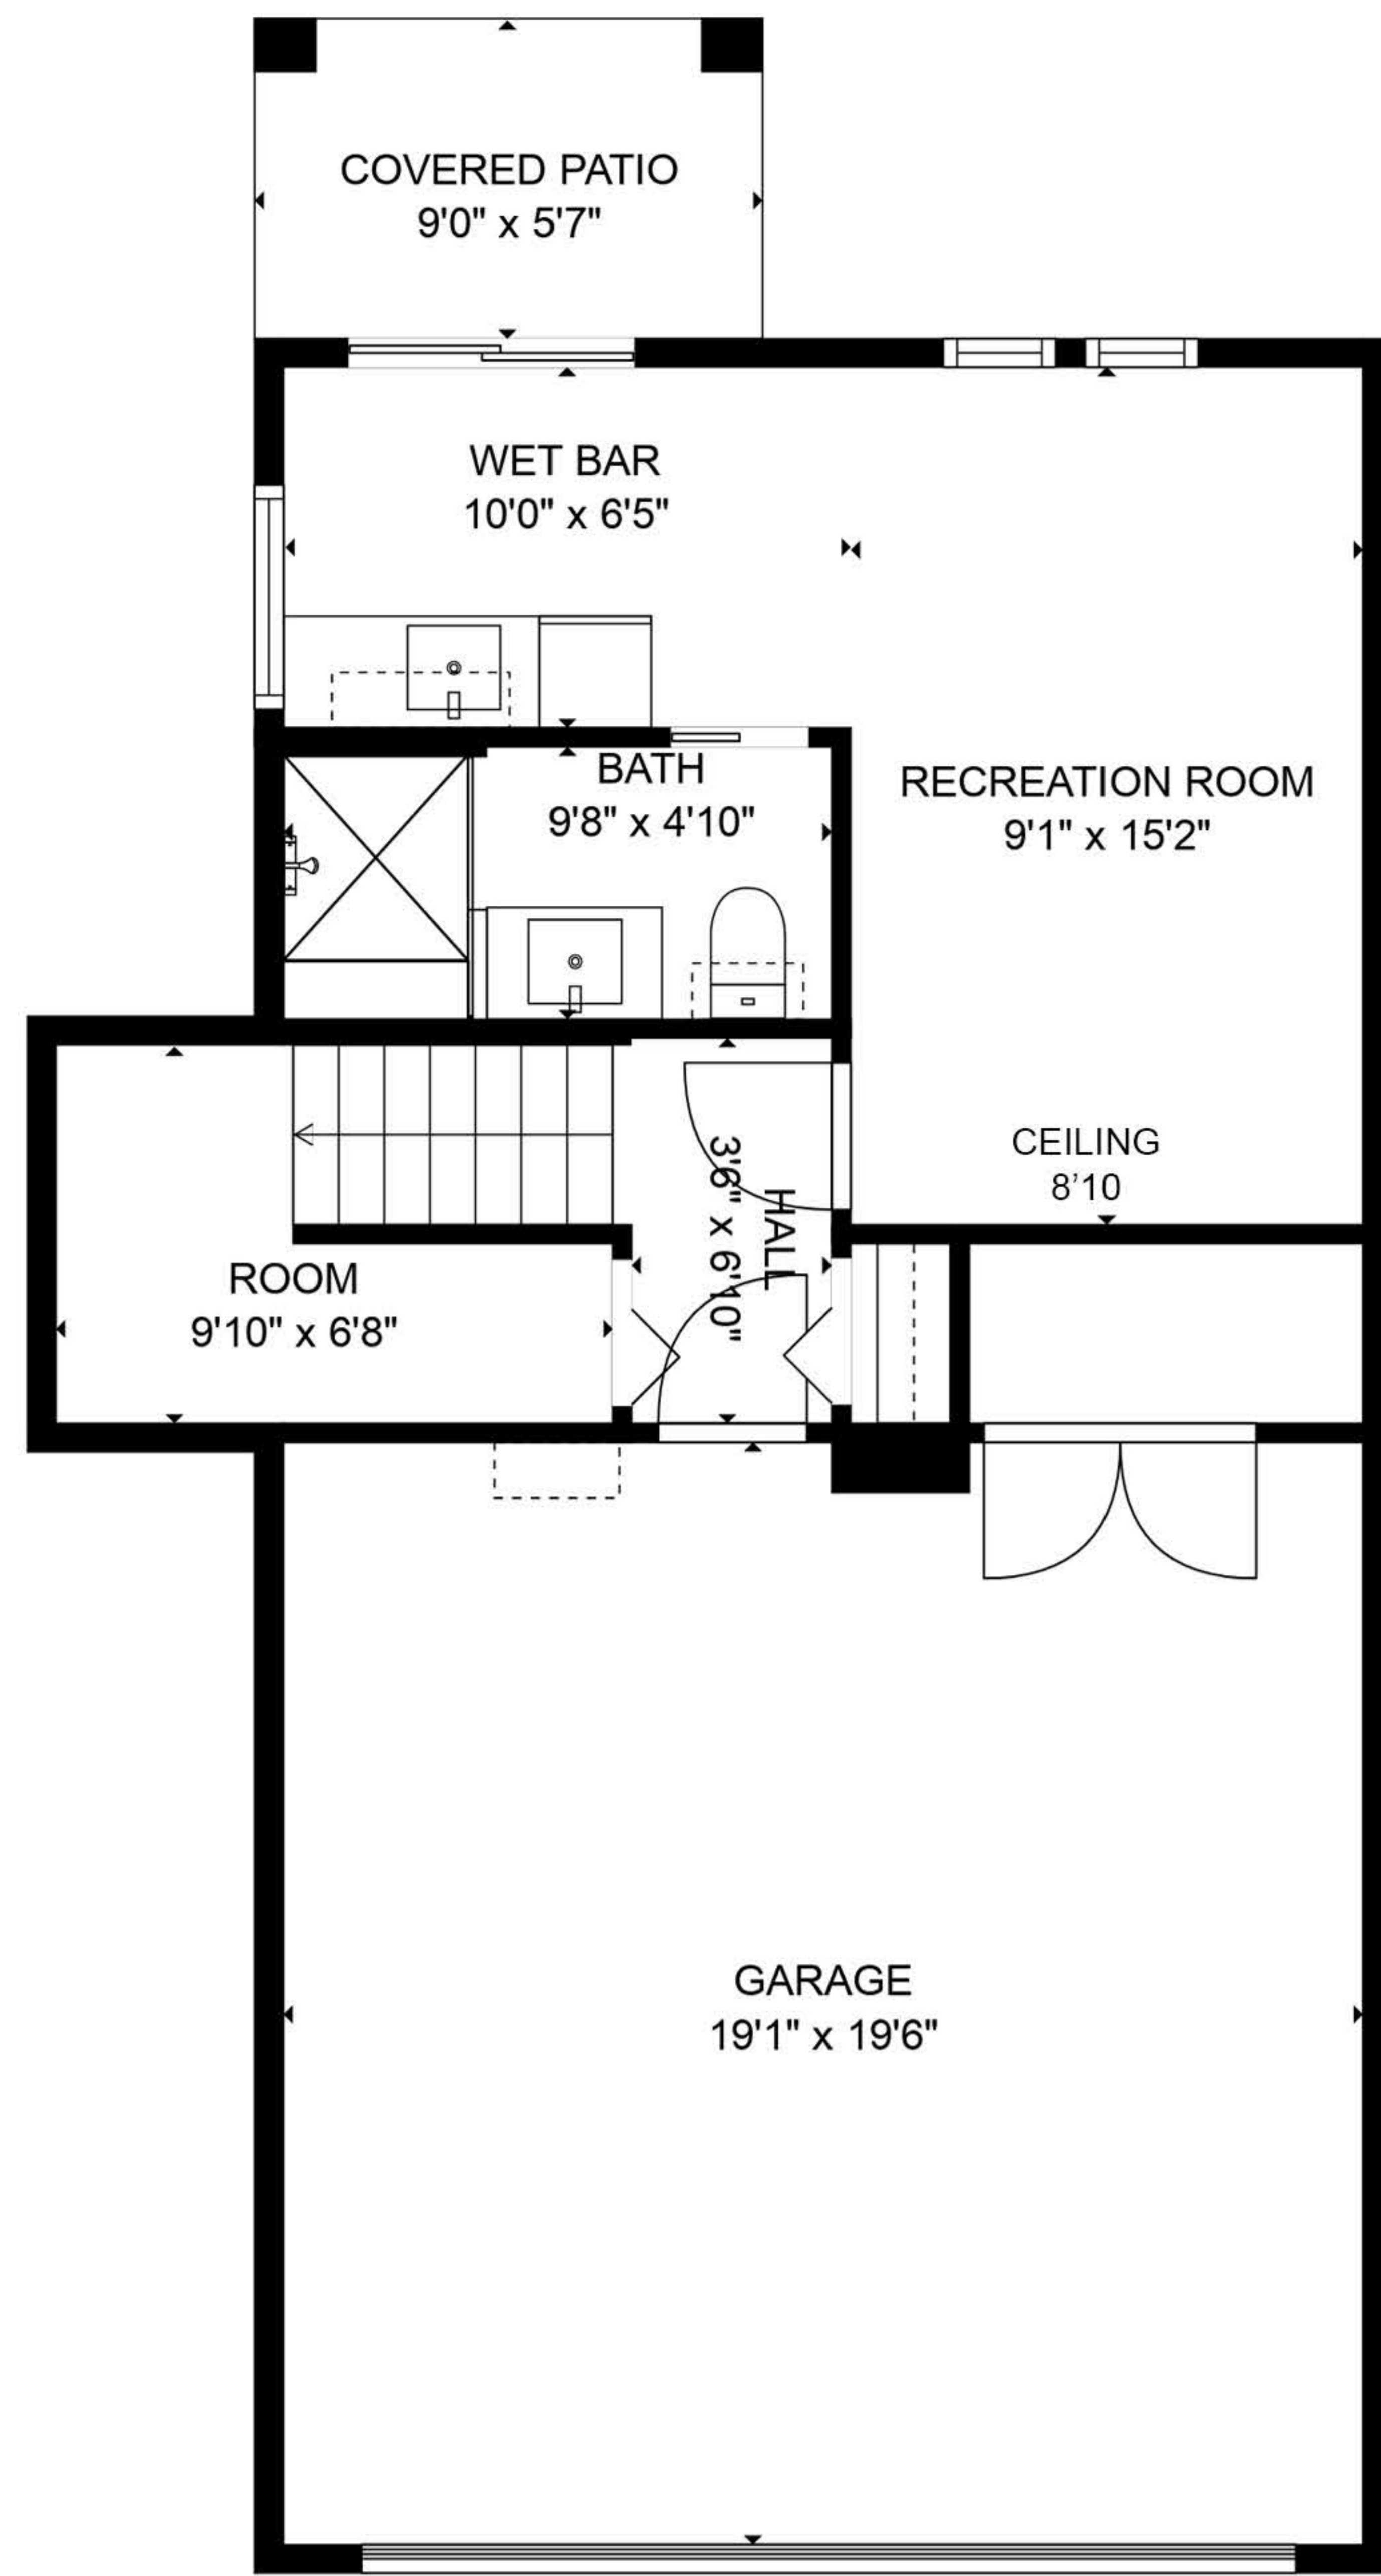 COVERED PATIO
9'0" x 5'7"
WET BAR
10'0" x 6'5"
BATH
9'8" x 4'10"
RECREATION ROOM
9'1" x 15'2"
CEILING
8’10
HALL
3'6" x 6'10"
ROOM
9'10" x 6'8"
GARAGE
19'1" x 19'6"